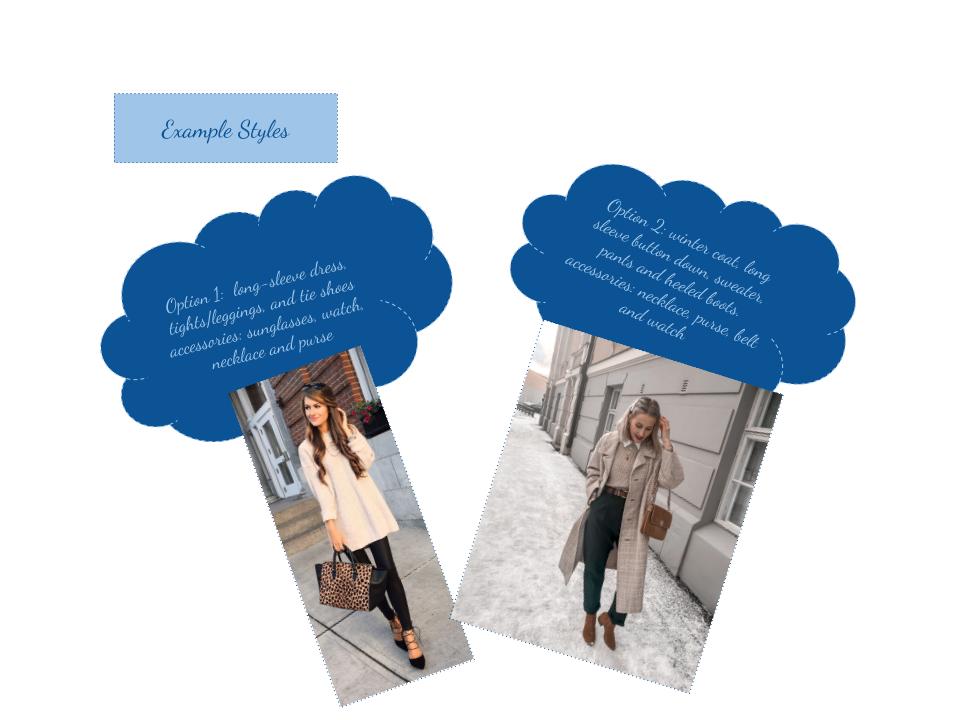 Example Styles
Option 1: long-sleeve dress,
tights/leggings, and tie shoes
accessories: sunglasses, watch,
necklace and purse
Option 2: winter coat, long
sleeve button down, sweater,
pants and heeled boots.
accessories: necklace, purse, belt
and watch